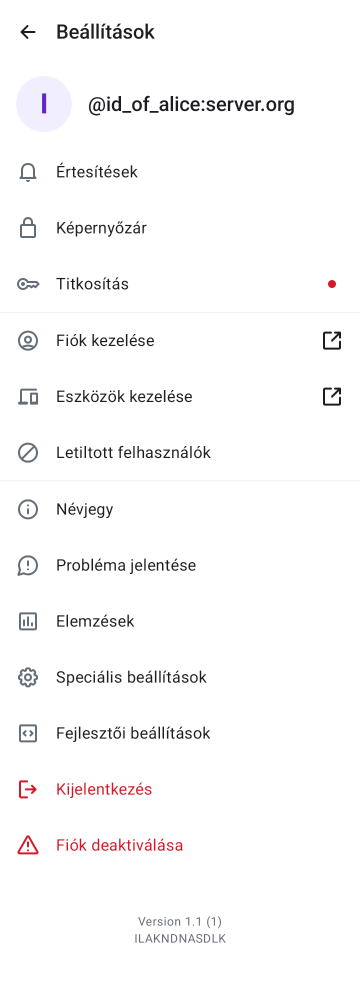 Beállítások
I
@id_of_alice:server.org
Értesítések
Képernyőzár
Titkosítás
Fiók kezelése
Eszközök kezelése
Letiltott felhasználók
Névjegy
Probléma jelentése
Elemzések
Speciális beállítások
Fejlesztői beállítások
Kijelentkezés
Fiók deaktiválása
Version 1.1 (1)
ILAKNDNASDLK